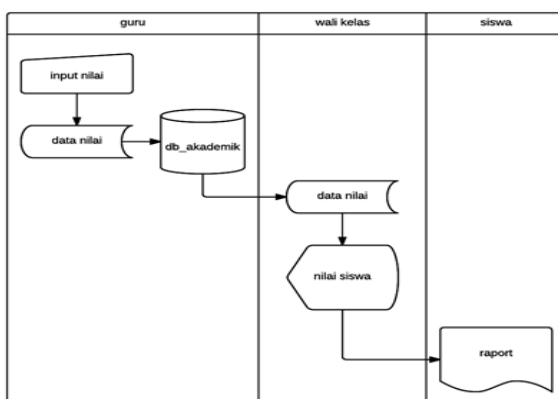 guru
wali kelas
siswa
input nilai
data nilai
db_akademik
data nilai
nilai siswa
raport